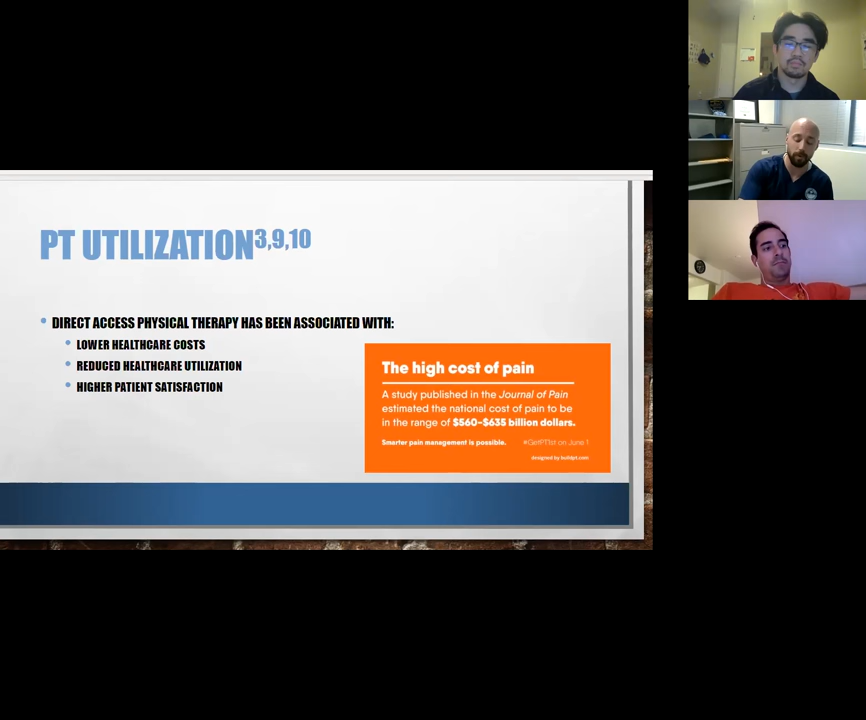 PT UTILIZATION3,9,10
• DIRECT ACCESS PHYSICAL THERAPY HAS BEEN ASSOCIATED WITH:
• LOWER HEALTHCARE COSTS
• REDUCED HEALTHCARE UTILIZATION
• HIGHER PATIENT SATISFACTION
The high cost of pain
A study published in the Journal of Pain
estimated the national cost of pain to be
in the range of $560-$635 billion dollars.
Smarter pain management is possible. #GetPT1st on June 1
designed by buildpt.com